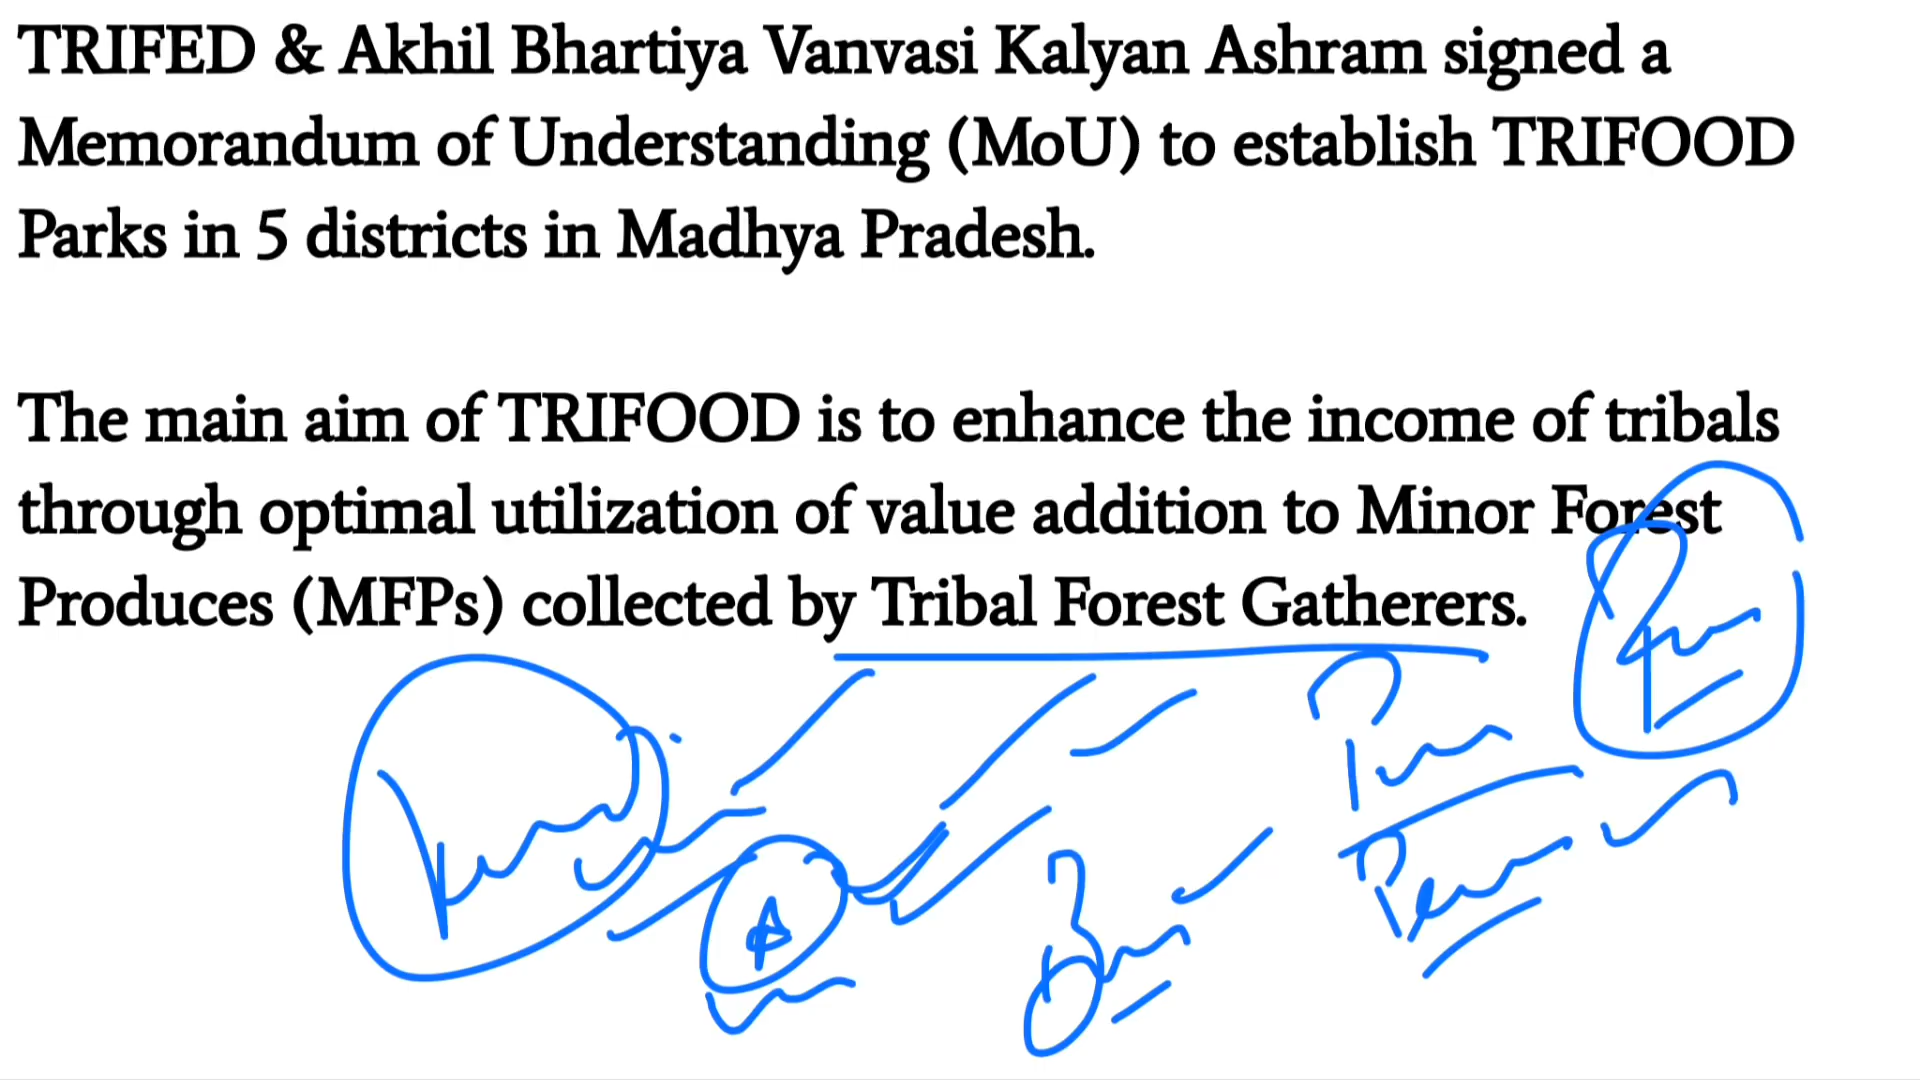 TRIFED & Akhil Bhartiya Vanvasi Kalyan Ashram signed a
Memorandum of Understanding (MoU) to establish TRIFOOD
Parks in 5 districts in Madhya Pradesh.
The main aim of TRIFOOD is to enhance the income of tribals
through optimal utilization of value addition to Minor Forest
Produces (MFPs) collected by Tribal Forest Gatherers.